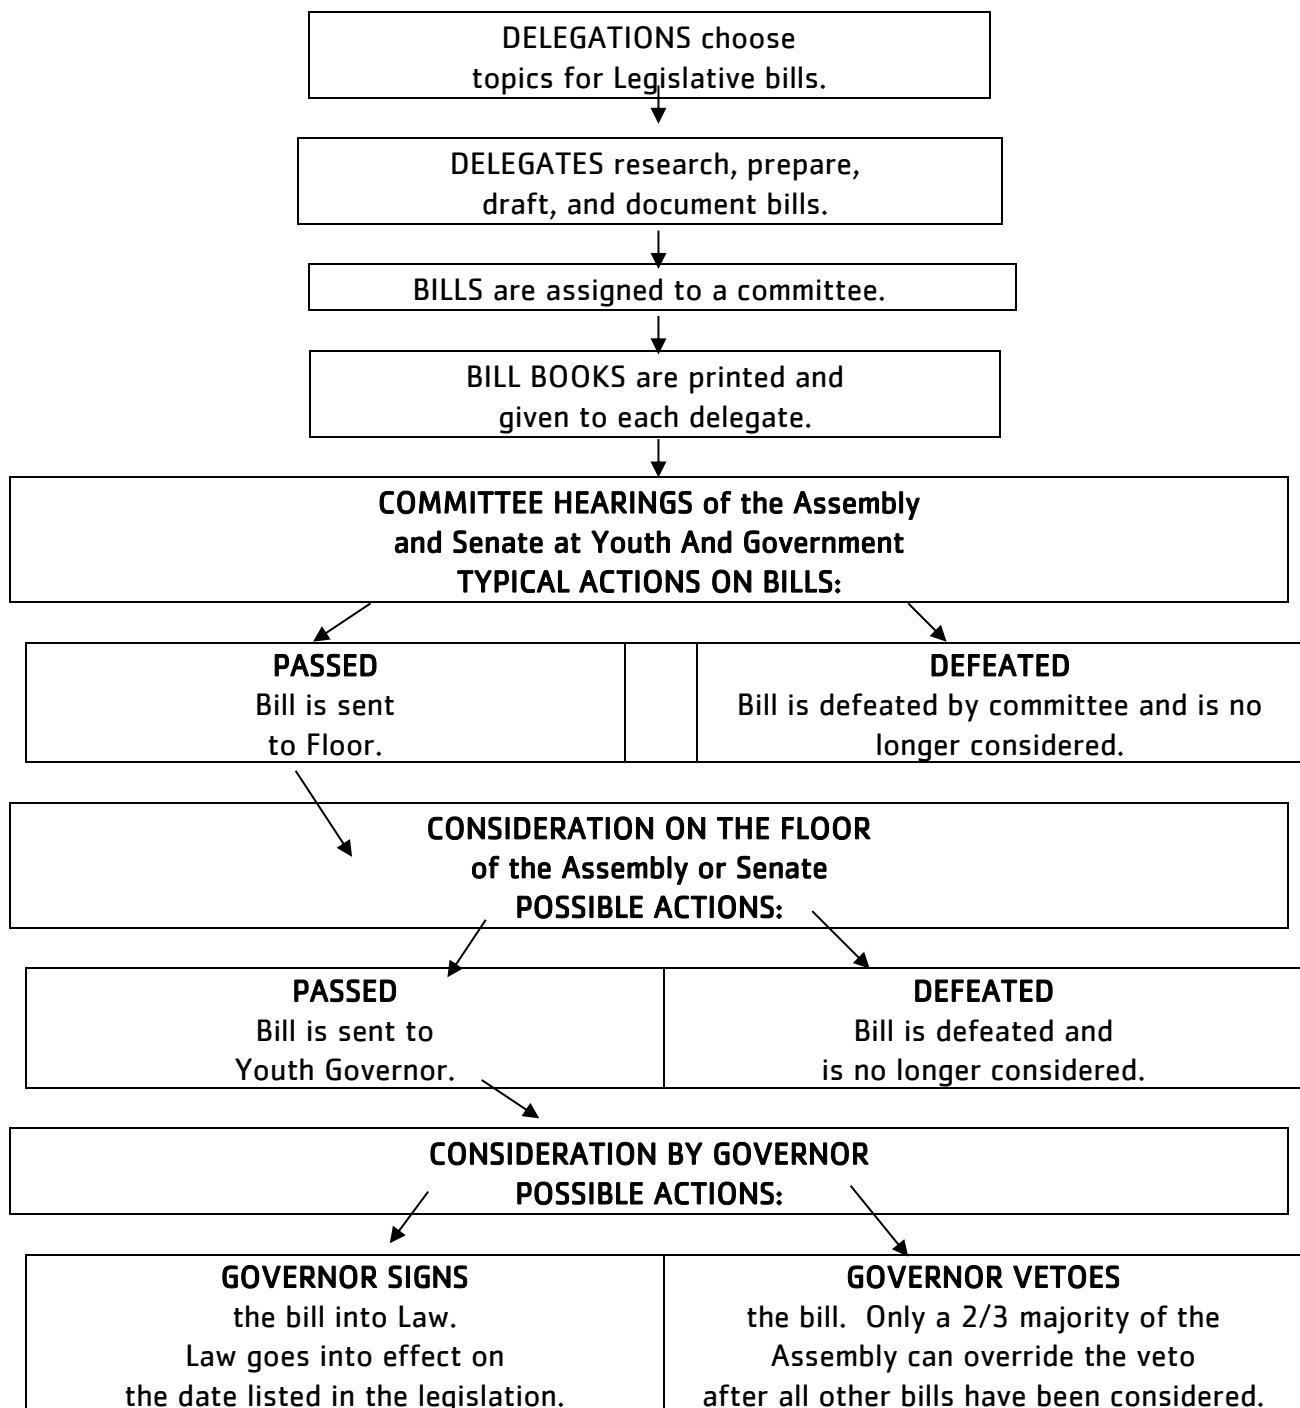 DELEGATIONS choose
topics for Legislative bills.
DELEGATES research, prepare,
draft, and document bills.
BILLS are assigned to a committee.
BILL BOOKS are printed and
given to each delegate.
COMMITTEE HEARINGS of the Assembly
and Senate at Youth And Government
TYPICAL ACTIONS ON BILLS:
PASSED
Bill is sent
to Floor.
DEFEATED
Bill is defeated by committee and is no
longer considered.
CONSIDERATION ON THE FLOOR
of the Assembly or Senate
POSSIBLE ACTIONS:
PASSED
Bill is sent to
Youth Governor.
DEFEATED
Bill is defeated and
is no longer considered.
CONSIDERATION BY GOVERNOR
POSSIBLE ACTIONS:
GOVERNOR SIGNS
the bill into Law.
Law goes into effect on
the date listed in the legislation.
GOVERNOR VETOES
the bill.  Only a 2/3 majority of the
Assembly can override the veto
after all other bills have been considered.